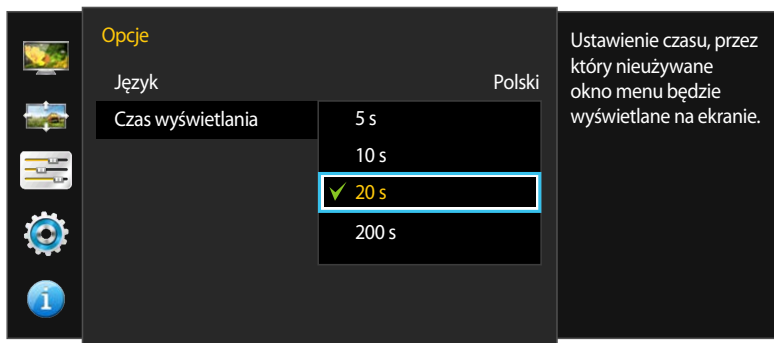 Opcje
Język Polski
Czas wyświetlania 5 s
10 s
20 s
200 s
Ustawienie czasu, przez
który nieużywane
okno menu będzie
wyświetlane na ekranie.